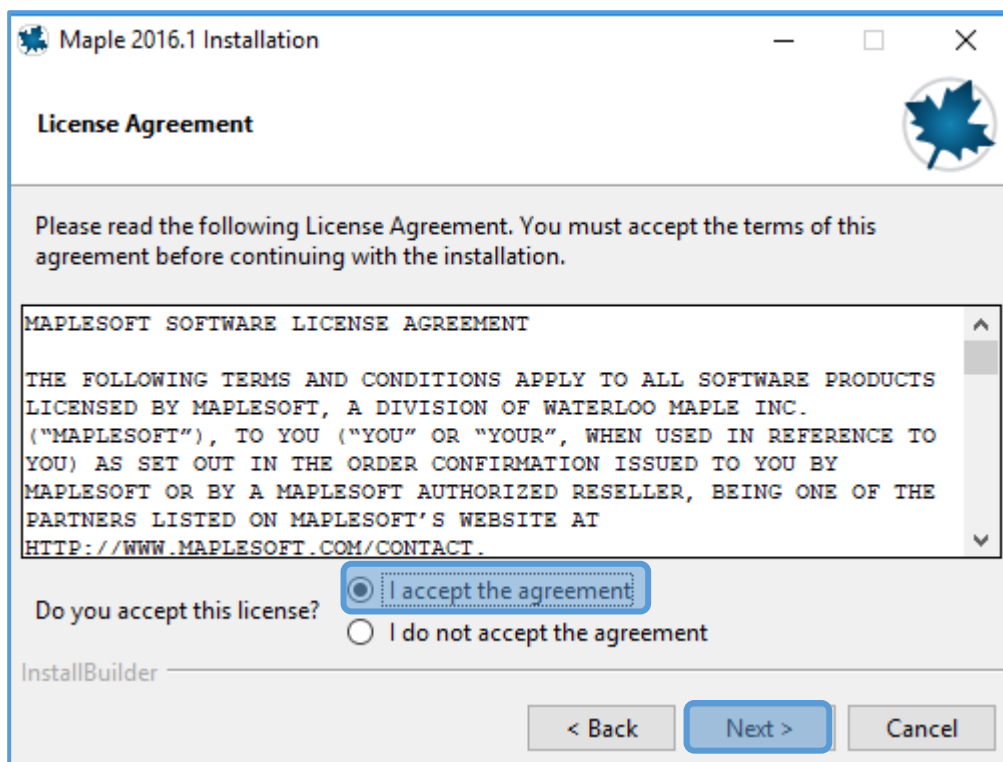 Maple 2016.1 Installation
License Agreement
Please read the following License Agreement. You must accept the terms of this
agreement before continuing with the installation.
MAPLESOFT SOFTWARE LICENSE AGREEMENT
THE FOLLOWING TERMS AND CONDITIONS APPLY TO ALL SOFTWARE PRODUCTS
LICENSED BY MAPLESOFT, A DIVISION OF WATERLOO MAPLE INC.
(“MAPLESOFT”), TO YOU (“YOU” OR “YOUR”, WHEN USED IN REFERENCE TO
YOU) AS SET OUT IN THE ORDER CONFIRMATION ISSUED TO YOU BY
MAPLESOFT OR BY A MAPLESOFT AUTHORIZED RESELLER, BEING ONE OF THE
PARTNERS LISTED ON MAPLESOFT’S WEBSITE AT
HTTP://WWW.MAPLESOFT.COM/CONTACT.
Do you accept this license?
I accept the agreement
I do not accept the agreement
InstallBuilder
< Back
Next >
Cancel